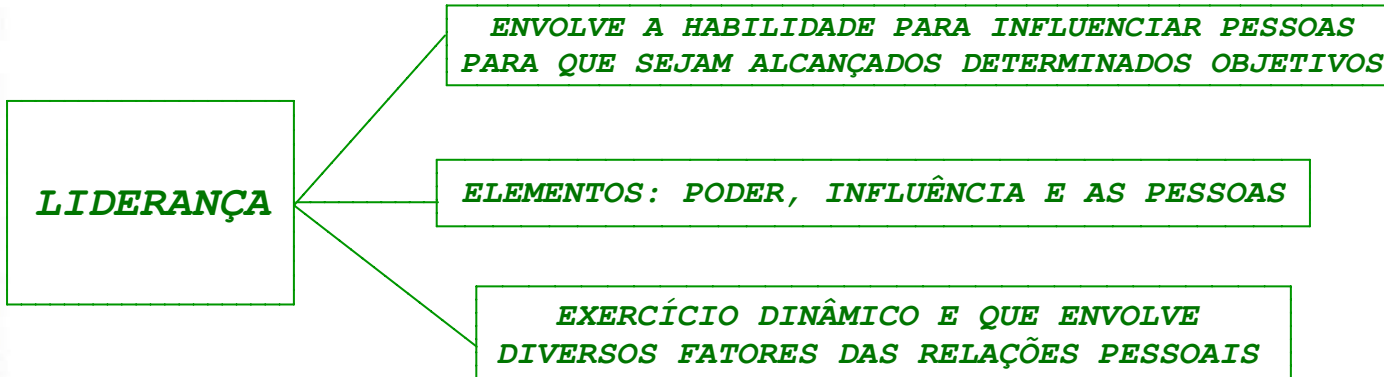 ENVOLVE A HABILIDADE PARA INFLUENCIAR PESSOAS
PARA QUE SEJAM ALCANÇADOS DETERMINADOS OBJETIVOS
LIDERANÇA
ELEMENTOS: PODER, INFLUÊNCIA E AS PESSOAS
EXERCÍCIO DINÂMICO E QUE ENVOLVE
DIVERSOS FATORES DAS RELAÇÕES PESSOAIS